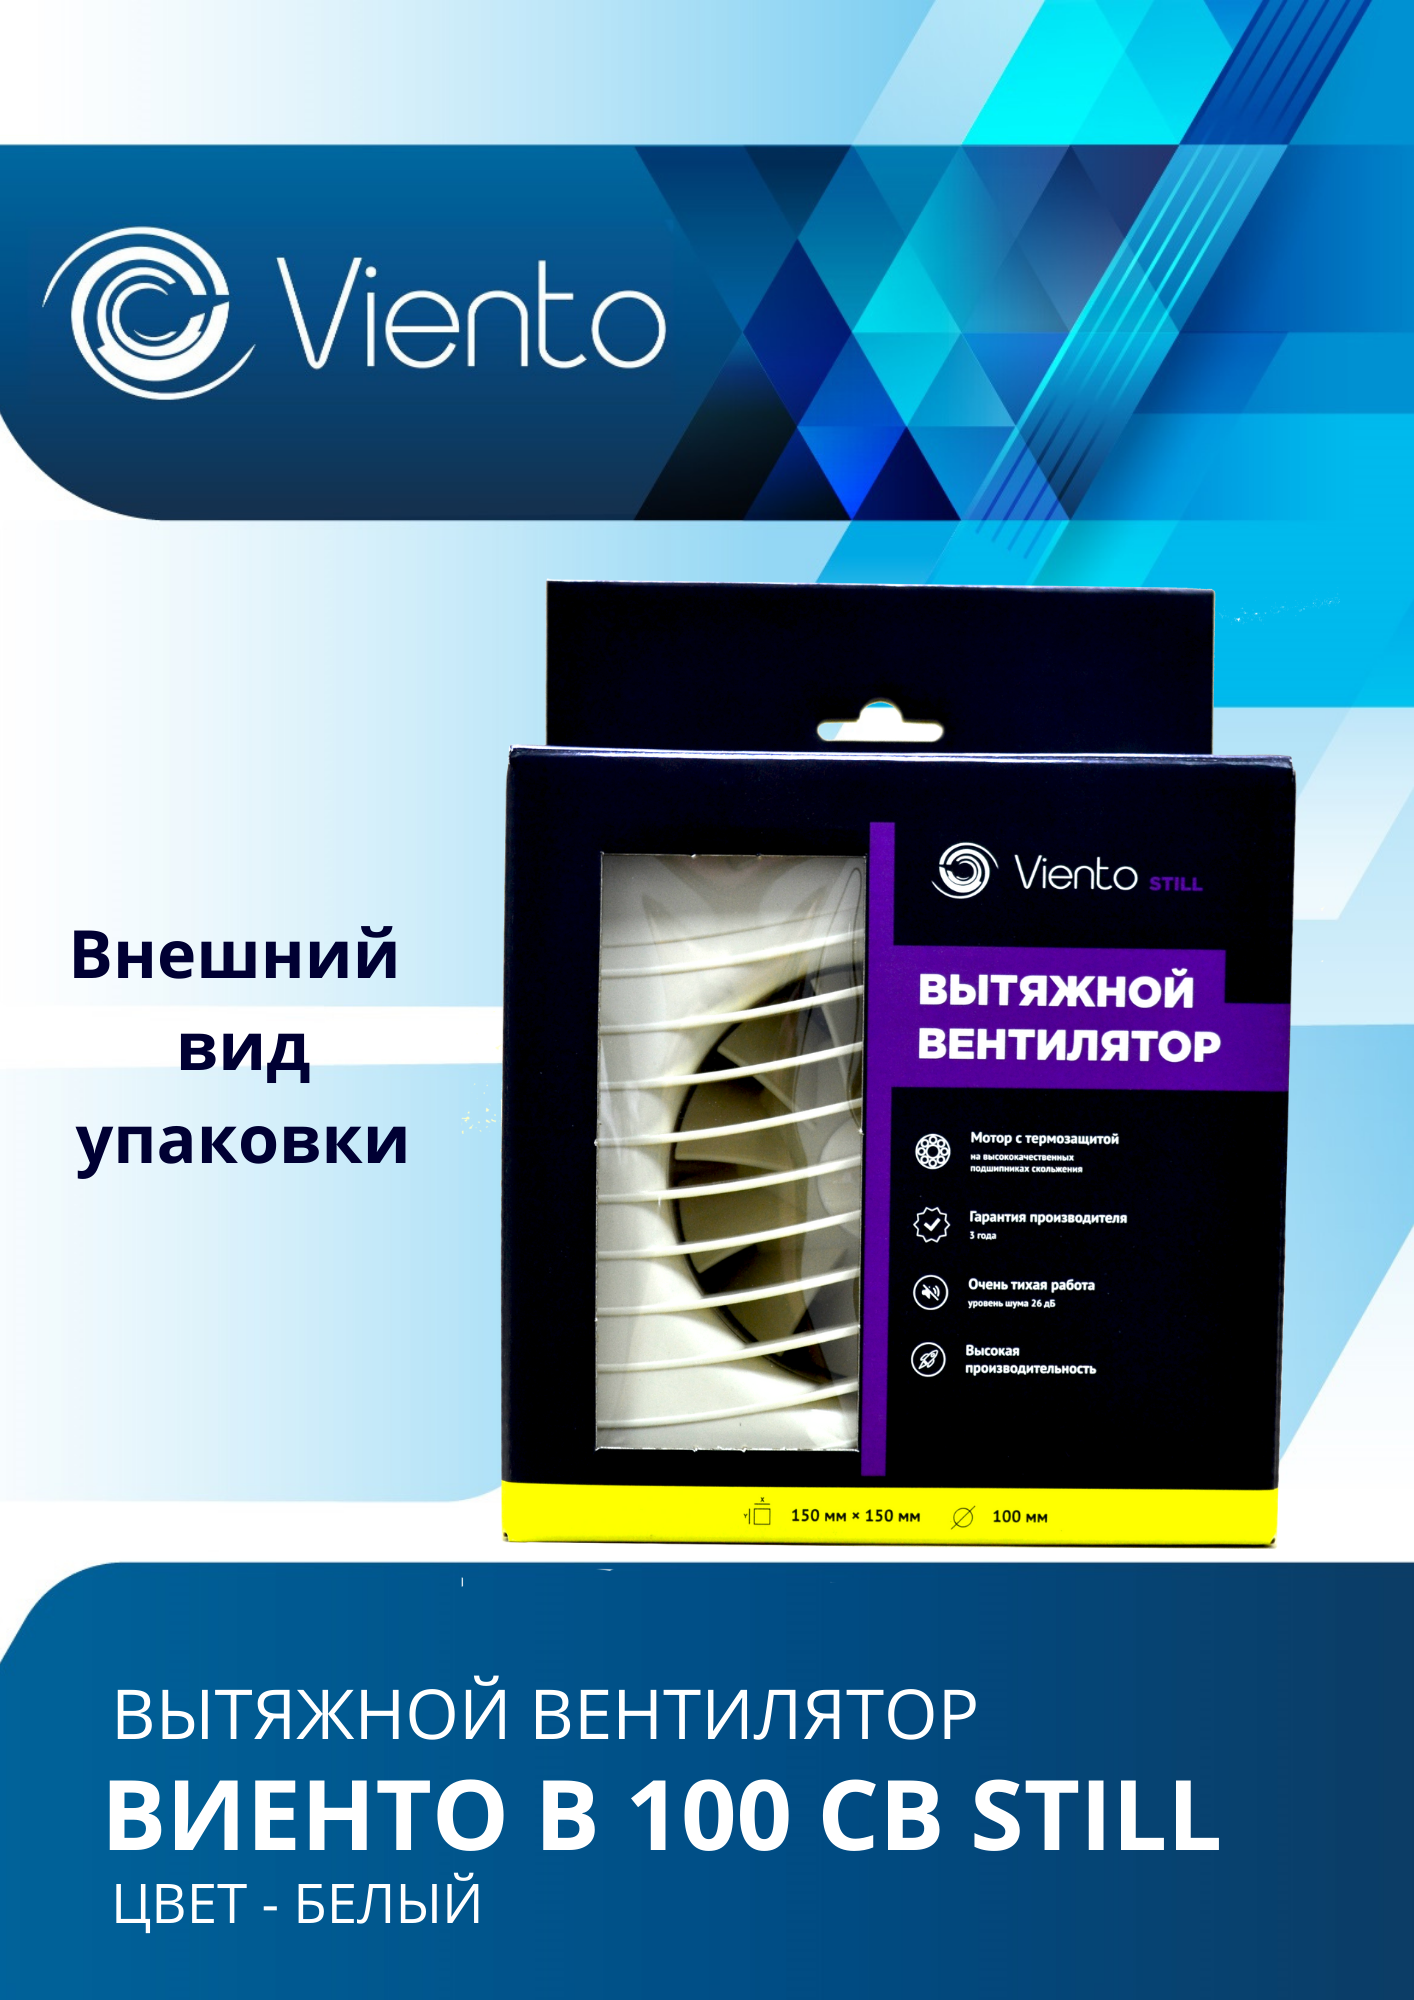 Viento
Внешний
вид
упаковки
Viento STILL
ВЫТЯЖНОЙ
ВЕНТИЛЯТОР
Мотор с термозащитой
на высококачественных
подшипниках скольжения
Гарантия производителя
3 года
Очень тихая работа
уровень шума 26 дБ
Высокая
производительность
X
Y
150 мм × 150 мм
100 мм
ВЫТЯЖНОЙ ВЕНТИЛЯТОР
ВИЕНТО В 100 СВ STILL
ЦВЕТ - БЕЛЫЙ